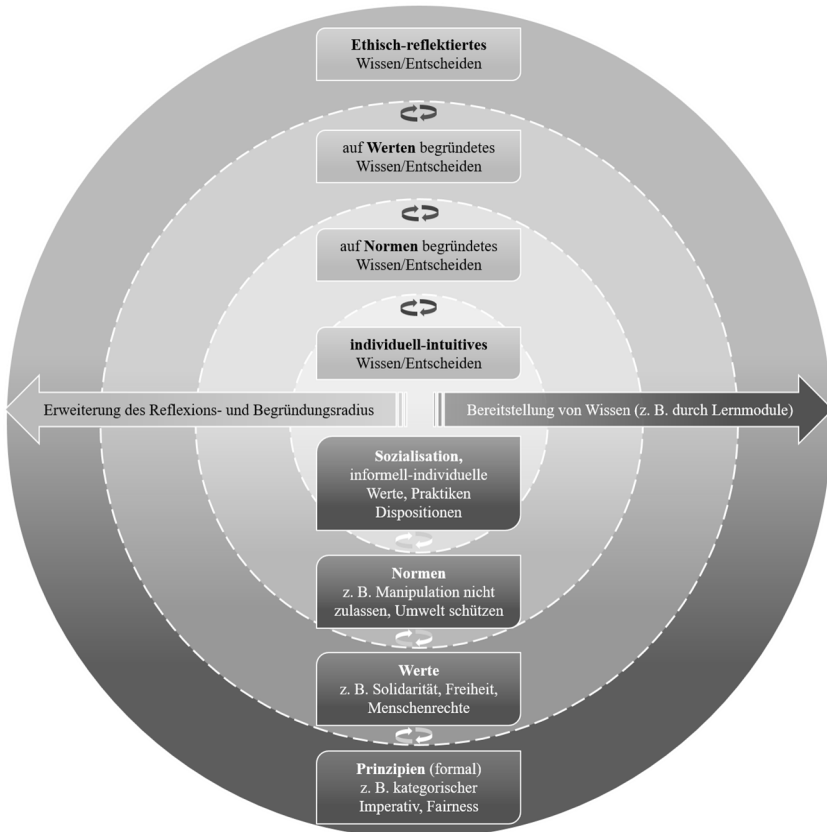 Ethisch-reflektiertes
Wissen/Entscheiden
auf Werten begründetes
Wissen/Entscheiden
auf Normen begründetes
Wissen/Entscheiden
individuell-intuitives
Wissen/Entscheiden
Erweiterung des Reflexions- und Begründungsradius
Bereitstellung von Wissen (z. B. durch Lernmodule)
Sozialisation,
informell-individuelle
Werte, Praktiken
Dispositionen
Normen
z. B. Manipulation nicht
zulassen, Umwelt schützen
Werte
z. B. Solidarität, Freiheit,
Menschenrechte
Prinzipien (formal)
z. B. kategorischer
Imperativ, Fairness